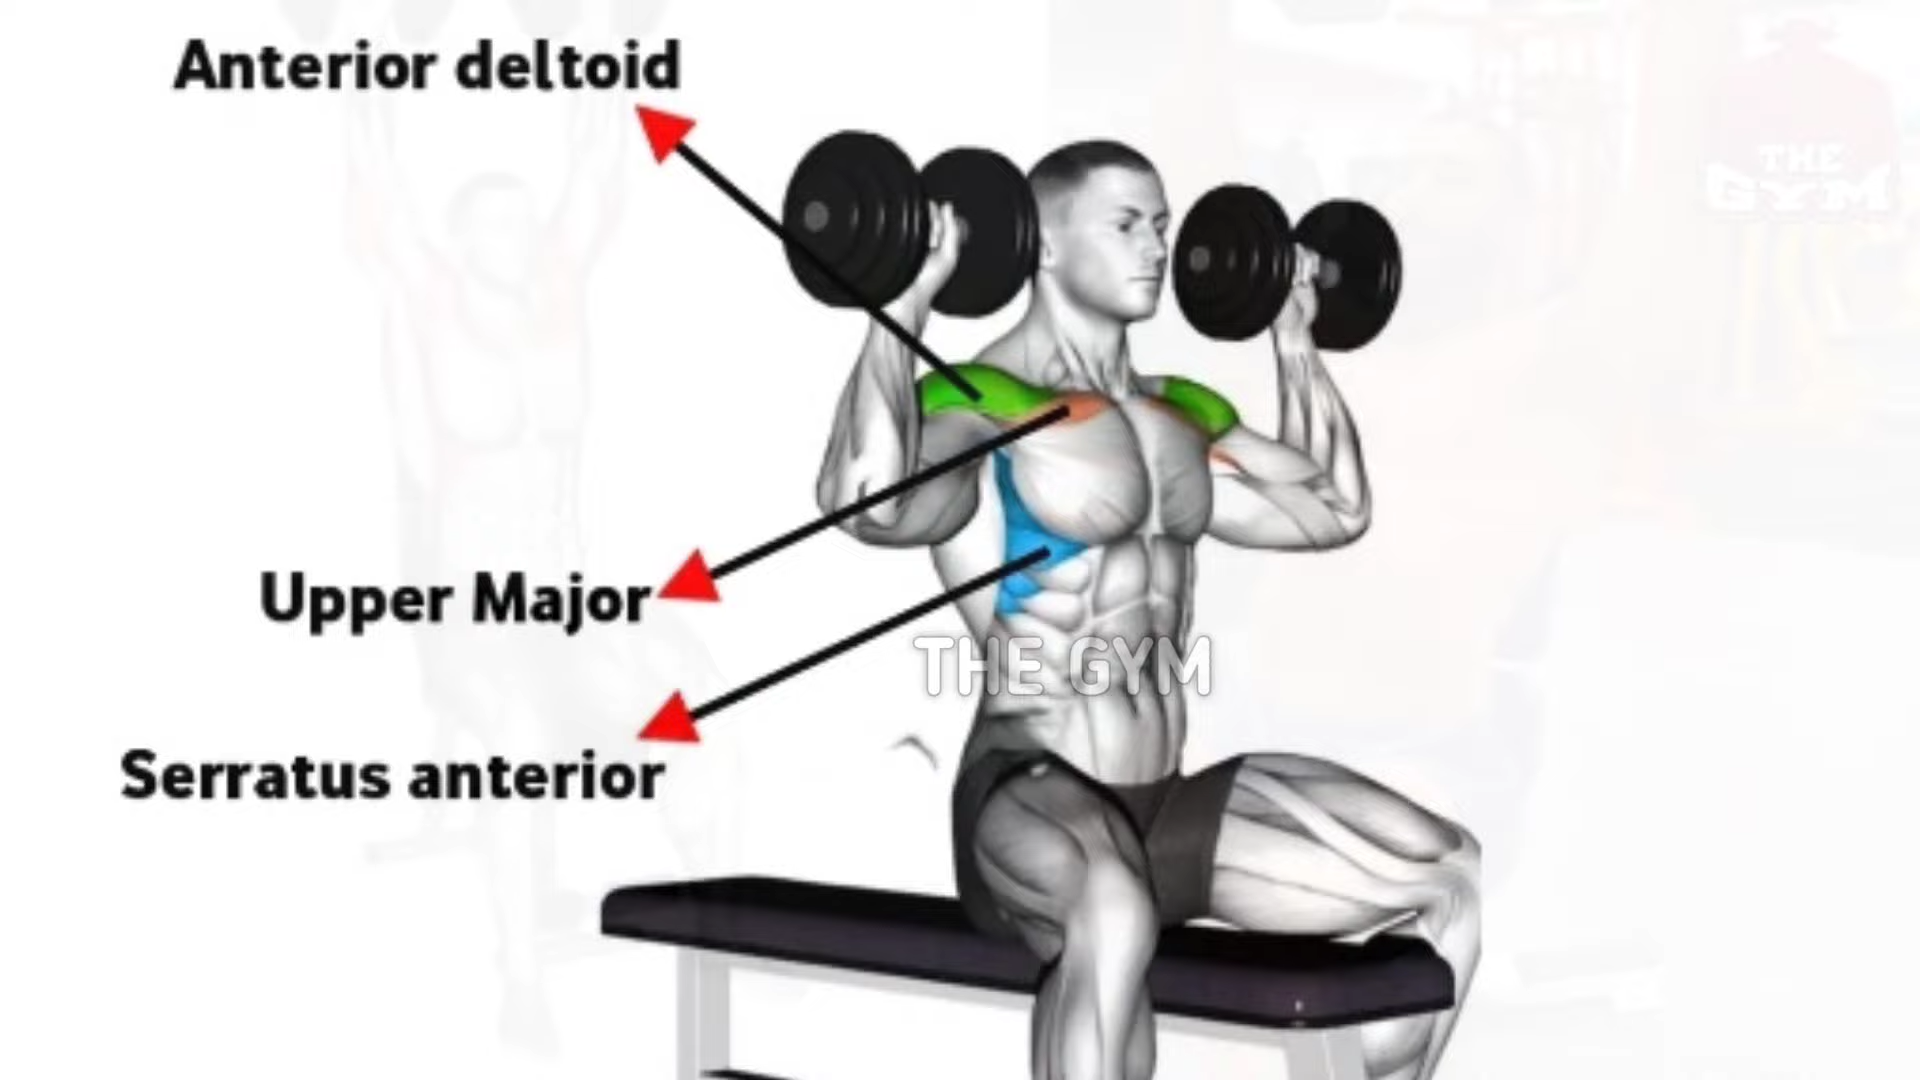 Anterior deltoid
THE
GYM
Upper Major
THE GYM
Serratus anterior